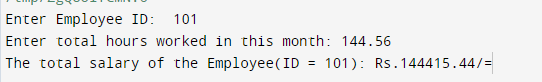 Enter Employee ID:  101
Enter total hours worked in this month: 144.56
The total salary of the Employee(ID = 101): Rs.144415.44/=